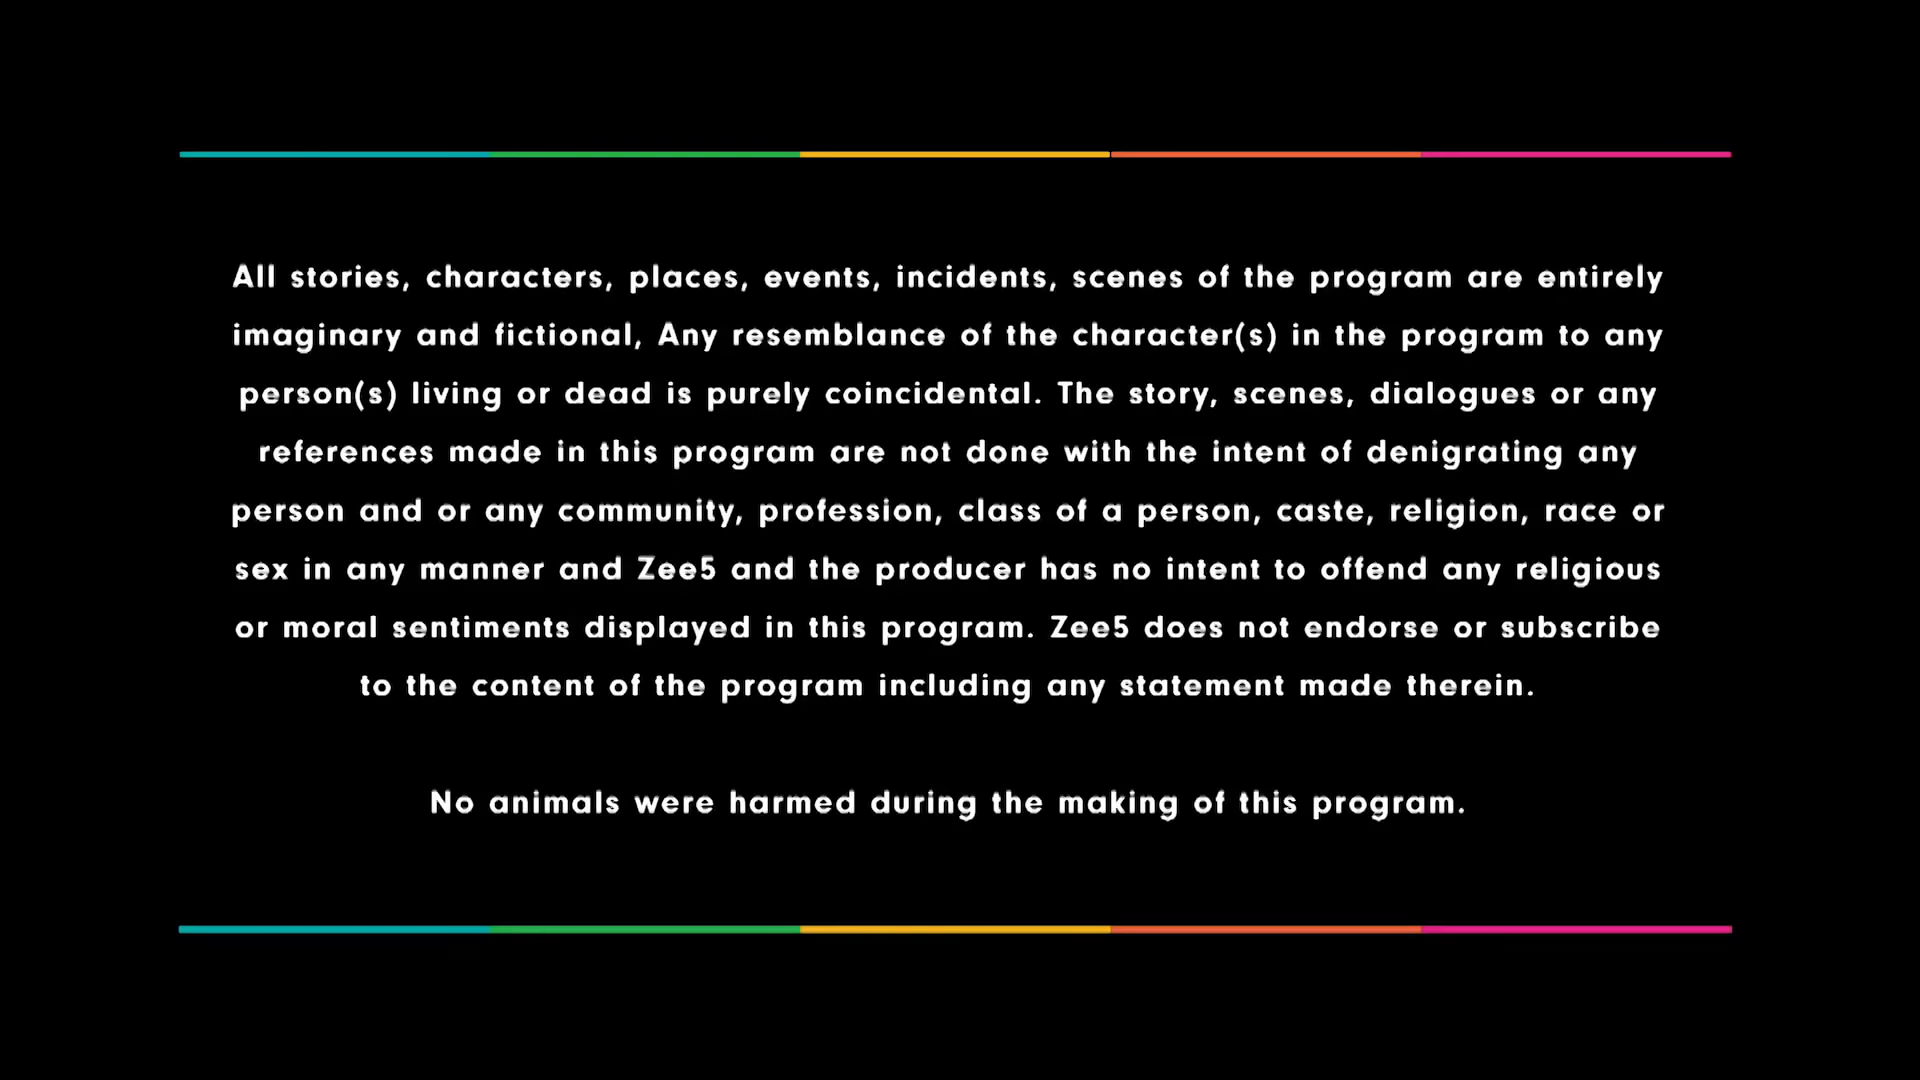 All stories, characters, places, events, incidents, scenes of the program are entirely
imaginary and fictional, Any resemblance of the character(s) in the program to any
person(s) living or dead is purely coincidental. The story, scenes, dialogues or any
references made in this program are not done with the intent of denigrating any
person and or any community, profession, class of a person, caste, religion, race or
sex in any manner and Zee5 and the producer has no intent to offend any religious
or moral sentiments displayed in this program. Zee5 does not endorse or subscribe
to the content of the program including any statement made therein.
No animals were harmed during the making of this program.